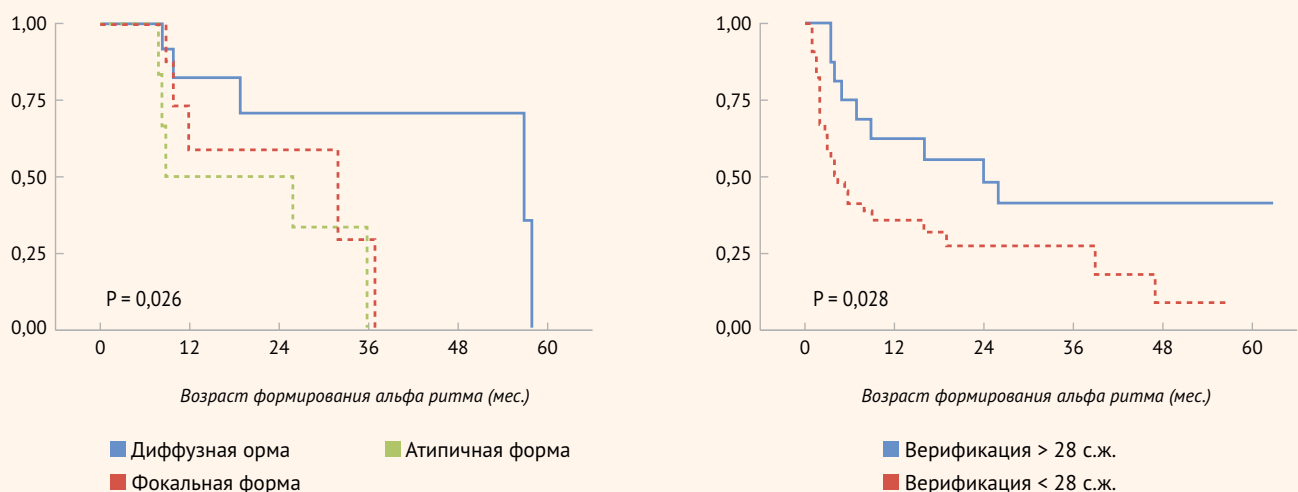 1,00
0,75
0,50
0,25
0,00
P = 0,026
0 12 24 36 48 60
Возраст формирования альфа ритма (мес.)
Диффузная орма
Атипичная форма
Фокальная форма
1,00
0,75
0,50
0,25
0,00
P = 0,028
0 12 24 36 48 60
Возраст формирования альфа ритма (мес.)
Верификация > 28 с.ж.
Верификация < 28 с.ж.